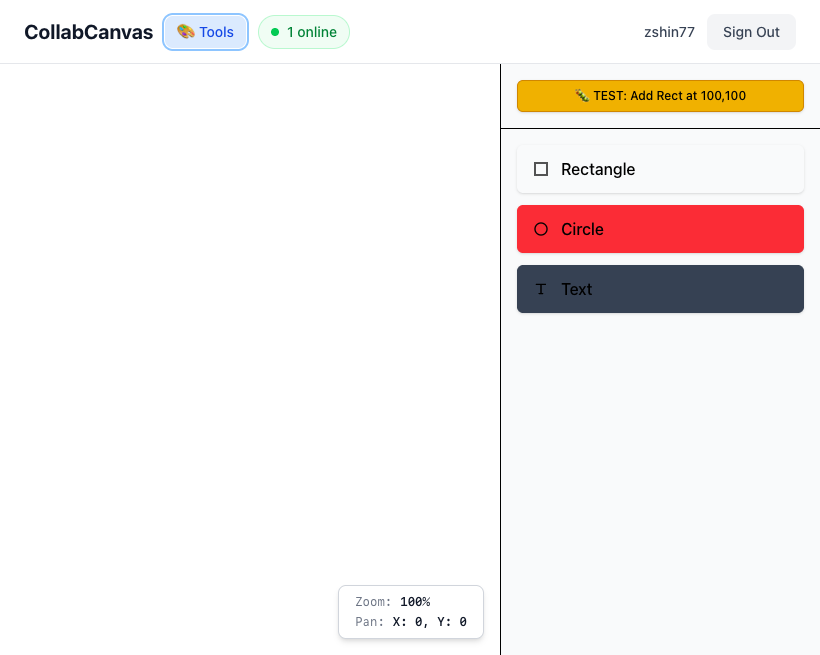 CollabCanvas
🎨 Tools
1 online
zshin77
Sign Out
🐛 TEST: Add Rect at 100,100
Rectangle
Circle
T Text
Zoom: 100%
Pan: X: 0, Y: 0